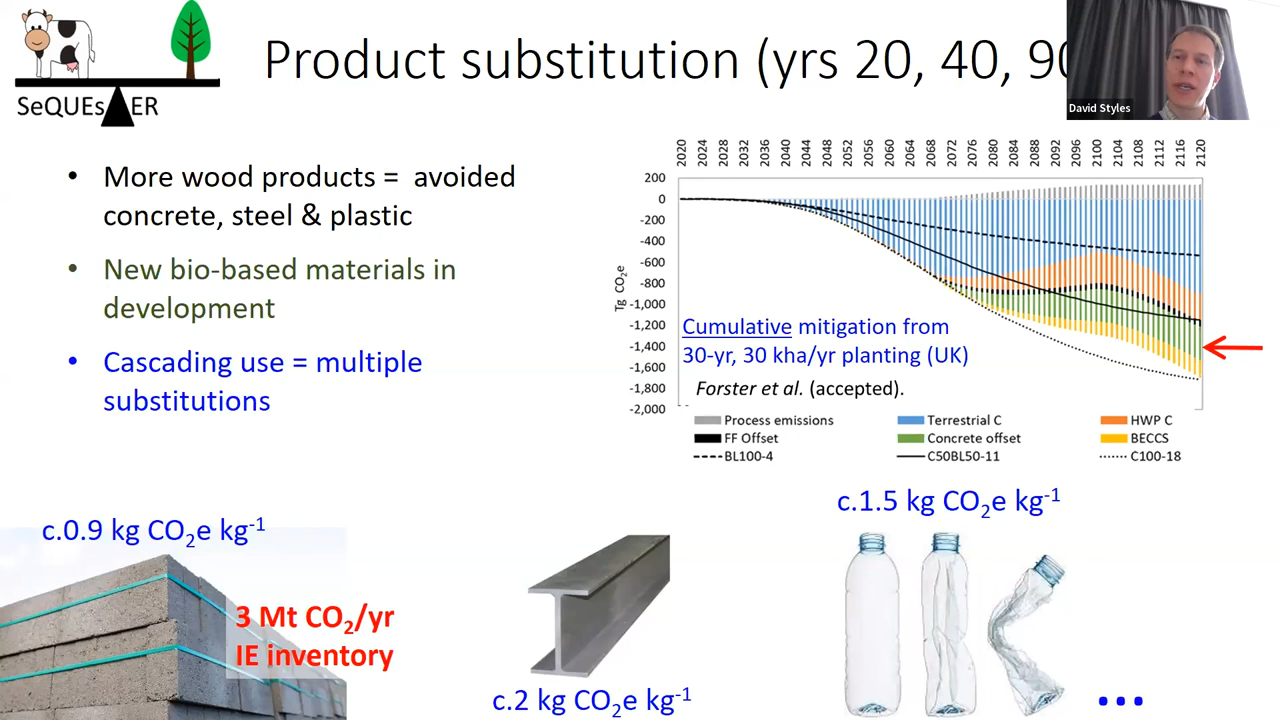 SeQUEsTER
Product substitution (yrs 20, 40, 90
David Styles
• More wood products = avoided
concrete, steel & plastic
• New bio-based materials in
development
• Cascading use = multiple
substitutions
2020 2024 2028 2032 2036 2040 2044 2048 2052 2056 2060 2064 2068 2072 2076 2080 2084 2088 2092 2096 2100 2104 2108 2112 2116 2120
200
0
-200
-400
-600
-800
-1,000
-1,200
-1,400
-1,600
-1,800
-2,000
Tg CO₂e
Cumulative mitigation from
30-yr, 30 kha/yr planting (UK)
Forster et al. (accepted).
Process emissions Terrestrial C HWP C
FF Offset Concrete offset BECCS
BL100-4 C50BL50-11 C100-18
c.0.9 kg CO₂e kg⁻¹
3 Mt CO₂/yr
IE inventory
c.2 kg CO₂e kg⁻¹
c.1.5 kg CO₂e kg⁻¹
...